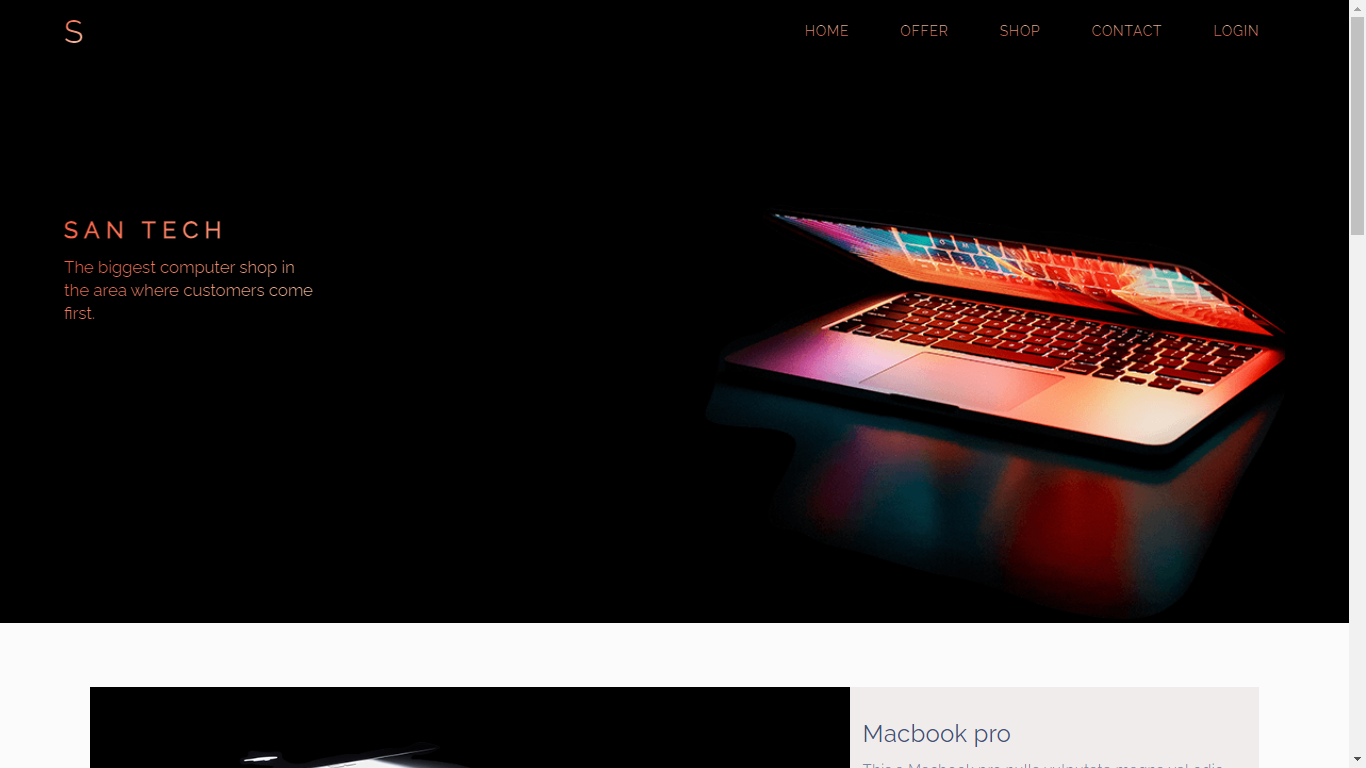 S
HOME OFFER SHOP CONTACT LOGIN
SAN TECH
The biggest computer shop in
the area where customers come
first.
Macbook pro